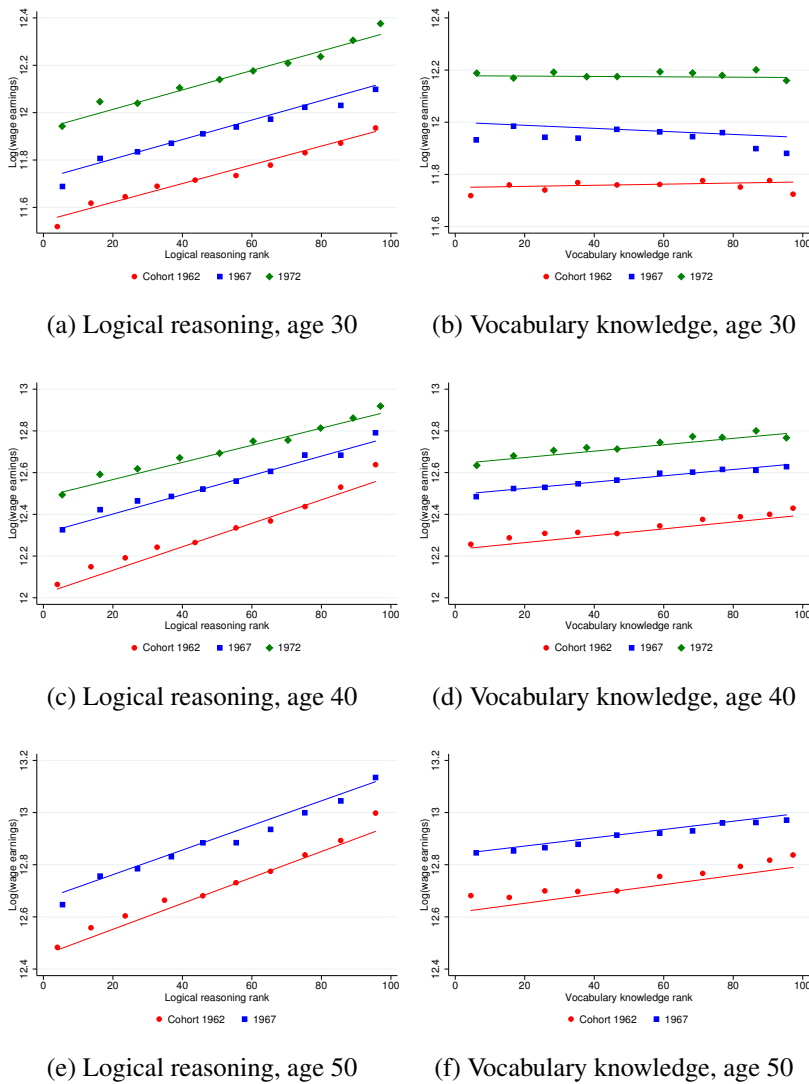 Log(wage earnings)
12.4
12.2
12
11.8
11.6
0 20 40 60 80 100
Logical reasoning rank
Cohort 1962 1967 1972
(a) Logical reasoning, age 30
Log(wage earnings)
12.4
12.2
12
11.8
11.6
0 20 40 60 80 100
Vocabulary knowledge rank
Cohort 1962 1967 1972
(b) Vocabulary knowledge, age 30
Log(wage earnings)
13
12.8
12.6
12.4
12.2
12
0 20 40 60 80 100
Logical reasoning rank
Cohort 1962 1967 1972
(c) Logical reasoning, age 40
Log(wage earnings)
13
12.8
12.6
12.4
12.2
12
0 20 40 60 80 100
Vocabulary knowledge rank
Cohort 1962 1967 1972
(d) Vocabulary knowledge, age 40
Log(wage earnings)
13.2
13
12.8
12.6
12.4
0 20 40 60 80 100
Logical reasoning rank
Cohort 1962 1967
(e) Logical reasoning, age 50
Log(wage earnings)
13.2
13
12.8
12.6
12.4
0 20 40 60 80 100
Vocabulary knowledge rank
Cohort 1962 1967
(f) Vocabulary knowledge, age 50